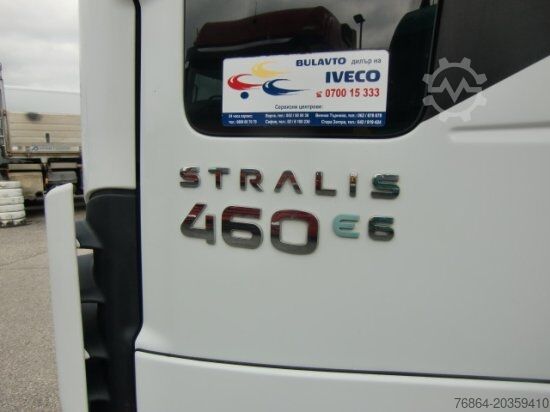 BULAVTO дилър на
IVECO
☎ 0700 15 333
Сервизни центрове:
STRALIS
460 E6
76864-20359410